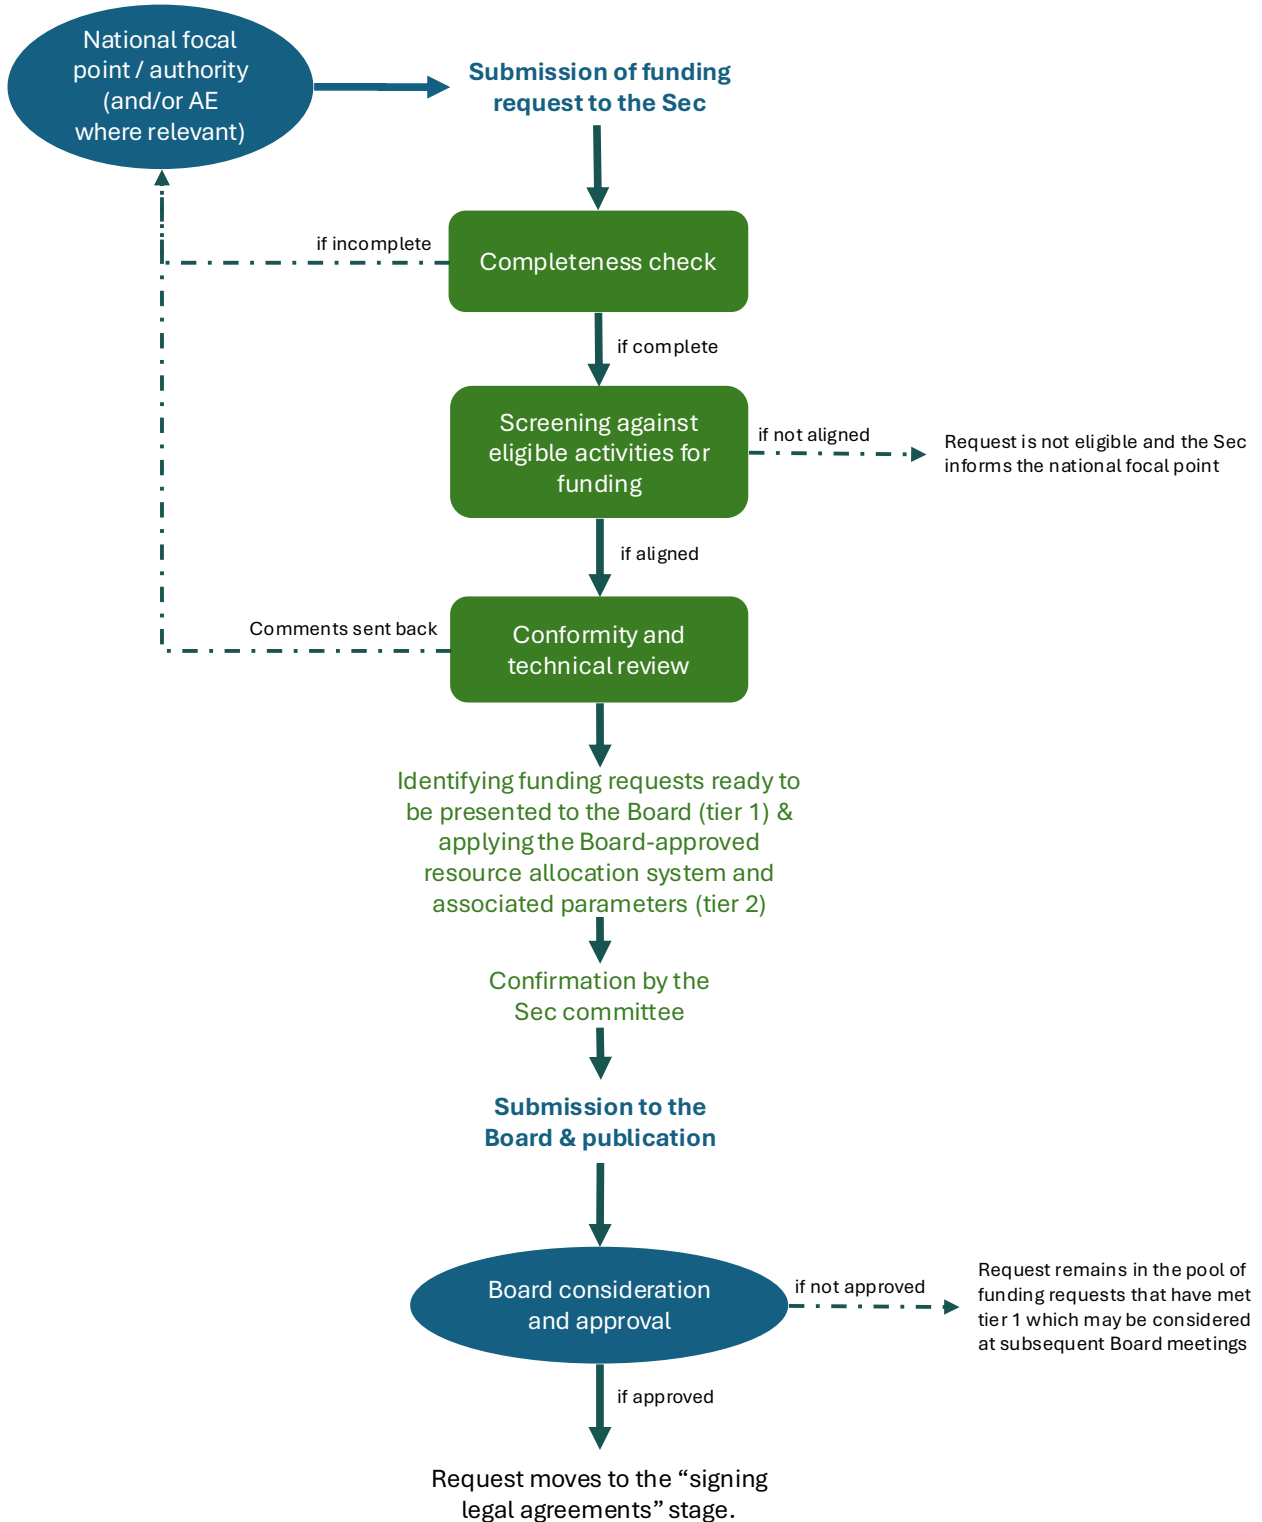 National focal
point / authority
(and/or AE
where relevant)
Submission of funding
request to the Sec
if incomplete
Completeness check
if complete
Screening against
eligible activities for
funding
if not aligned
Request is not eligible and the Sec
informs the national focal point
if aligned
Comments sent back
Conformity and
technical review
Identifying funding requests ready to
be presented to the Board (tier 1) &
applying the Board-approved
resource allocation system and
associated parameters (tier 2)
Confirmation by the
Sec committee
Submission to the
Board & publication
Board consideration
and approval
if not approved
Request remains in the pool of
funding requests that have met
tier 1 which may be considered
at subsequent Board meetings
if approved
Request moves to the “signing
legal agreements” stage.